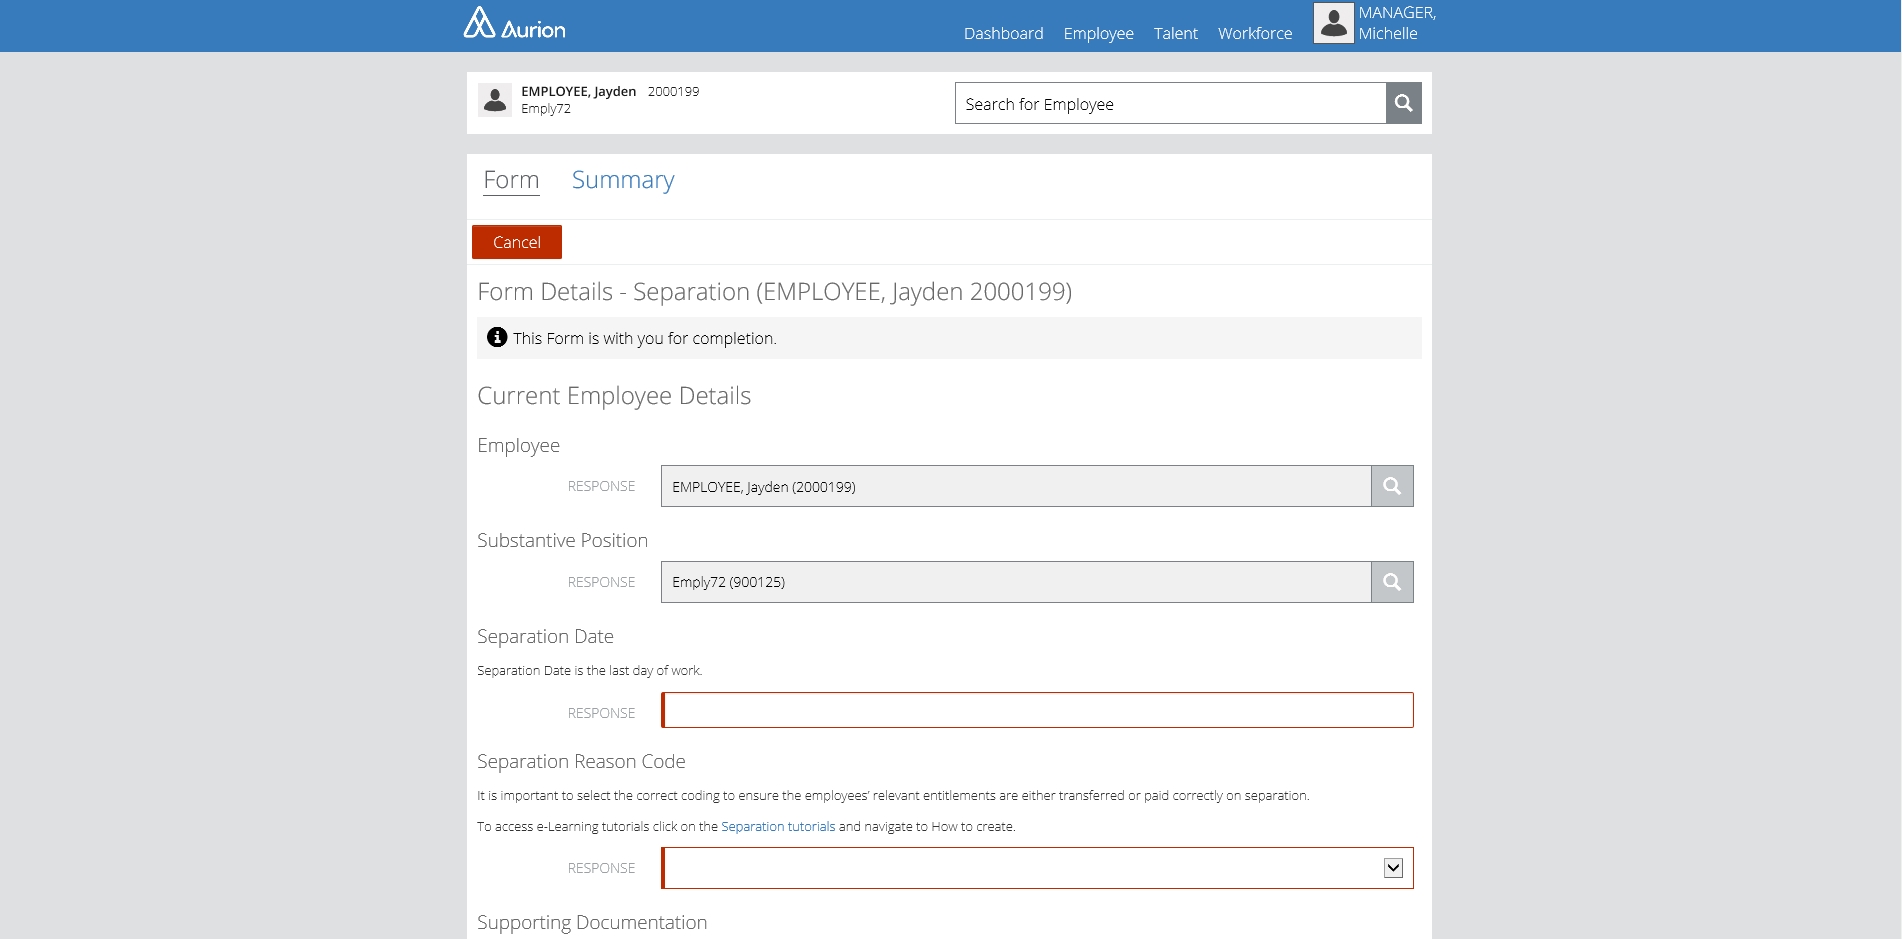 Aurion
Dashboard Employee Talent Workforce
MANAGER,
Michelle
EMPLOYEE, Jayden 2000199
Emply72
Search for Employee
Form Summary
Cancel
Form Details - Separation (EMPLOYEE, Jayden 2000199)
This Form is with you for completion.
Current Employee Details
Employee
RESPONSE EMPLOYEE, Jayden (2000199)
Substantive Position
RESPONSE Emply72 (900125)
Separation Date
Separation Date is the last day of work.
RESPONSE
Separation Reason Code
It is important to select the correct coding to ensure the employees' relevant entitlements are either transferred or paid correctly on separation.
To access e-Learning tutorials click on the Separation tutorials and navigate to How to create.
RESPONSE
Supporting Documentation